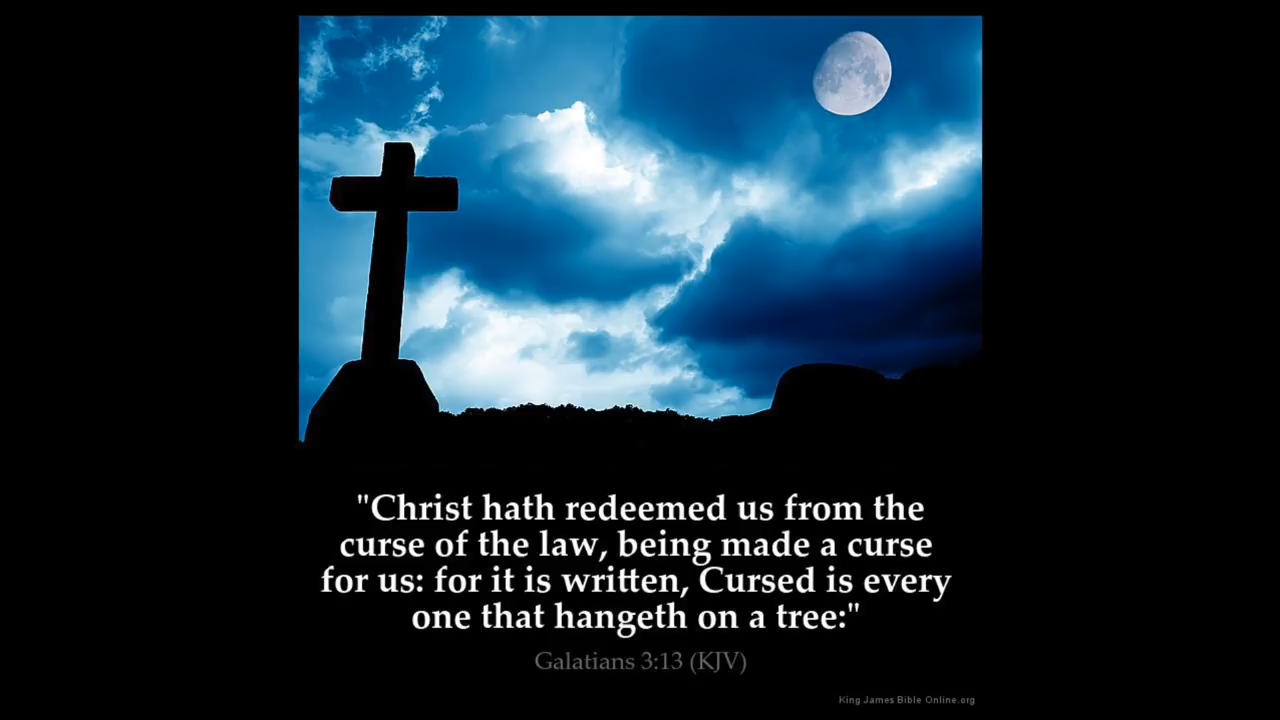 "Christ hath redeemed us from the
curse of the law, being made a curse
for us: for it is written, Cursed is every
one that hangeth on a tree:"
Galatians 3:13 (KJV)
King James Bible Online.org